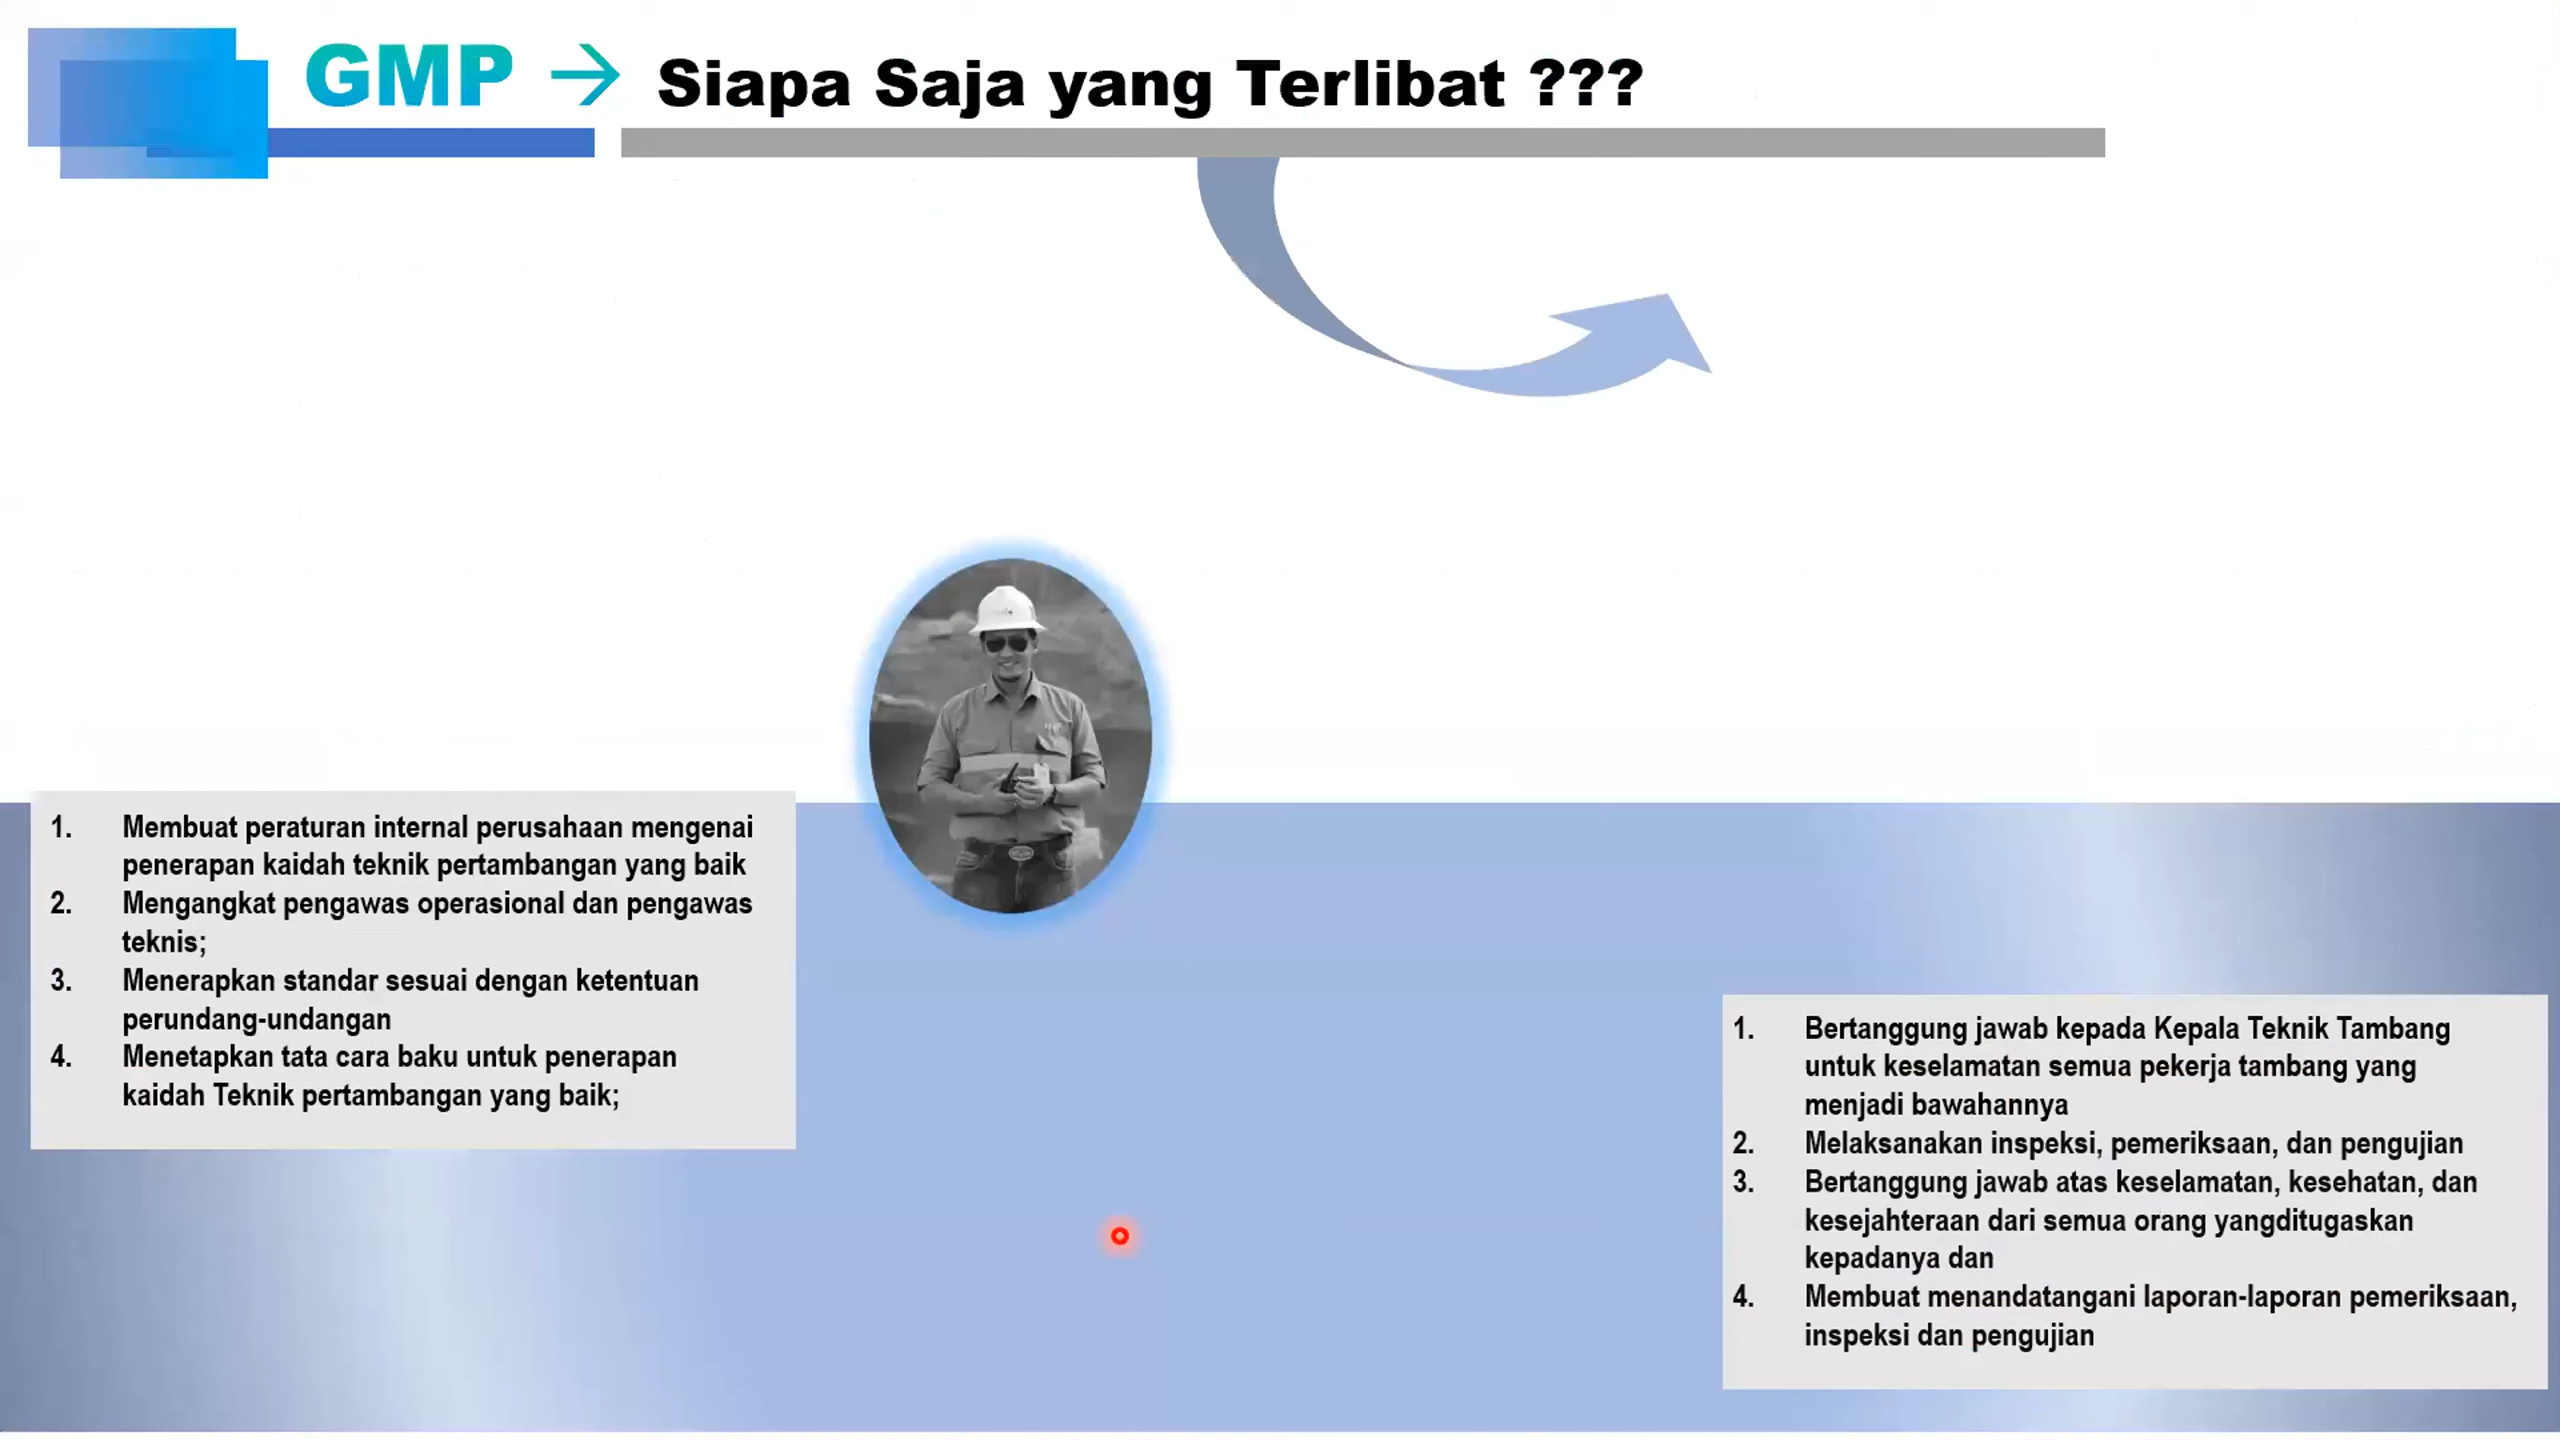 GMP → Siapa Saja yang Terlibat ???
1. Membuat peraturan internal perusahaan mengenai
penerapan kaidah teknik pertambangan yang baik
2. Mengangkat pengawas operasional dan pengawas
teknis;
3. Menerapkan standar sesuai dengan ketentuan
perundang-undangan
4. Menetapkan tata cara baku untuk penerapan
kaidah Teknik pertambangan yang baik;
1. Bertanggung jawab kepada Kepala Teknik Tambang
untuk keselamatan semua pekerja tambang yang
menjadi bawahannya
2. Melaksanakan inspeksi, pemeriksaan, dan pengujian
3. Bertanggung jawab atas keselamatan, kesehatan, dan
kesejahteraan dari semua orang yangditugaskan
kepadanya dan
4. Membuat menandatangani laporan-laporan pemeriksaan,
inspeksi dan pengujian